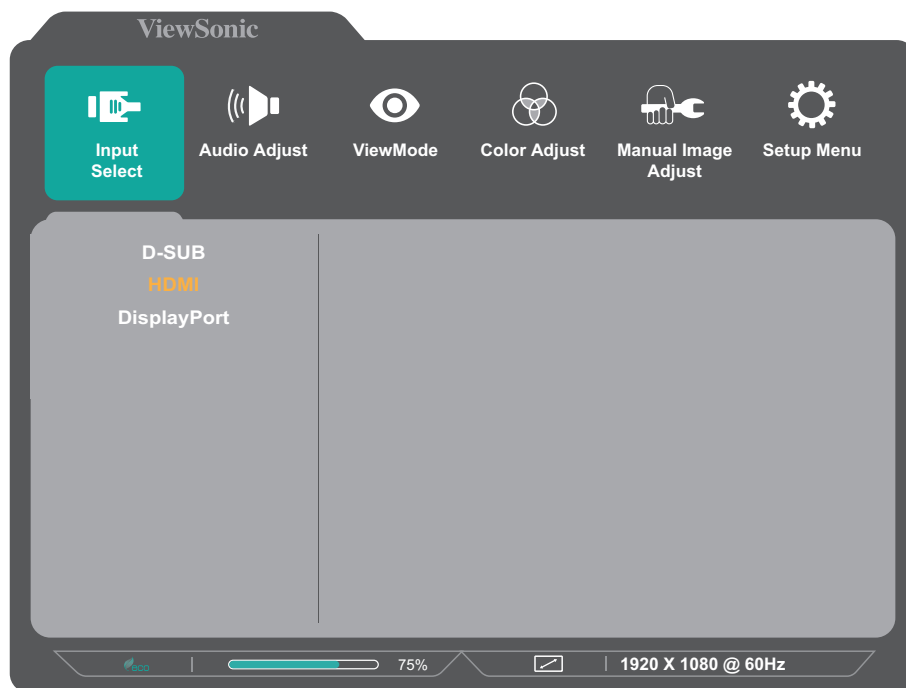 ViewSonic
Input
Select
Audio Adjust
ViewMode
Color Adjust
Manual Image
Adjust
Setup Menu
D-SUB
HDMI
DisplayPort
eco
75%
1920 X 1080 @ 60Hz